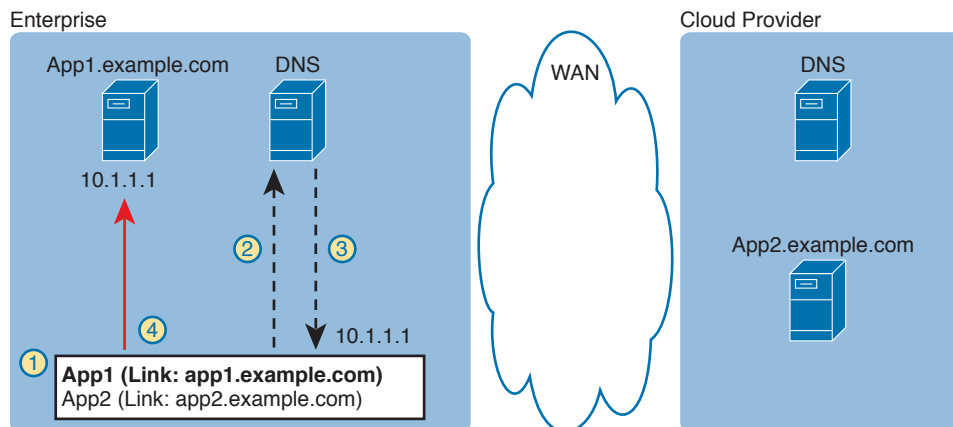 Enterprise
Cloud Provider
App1.example.com
DNS
WAN
DNS
10.1.1.1
2
3
App2.example.com
4
10.1.1.1
1
App1 (Link: app1.example.com)
App2 (Link: app2.example.com)